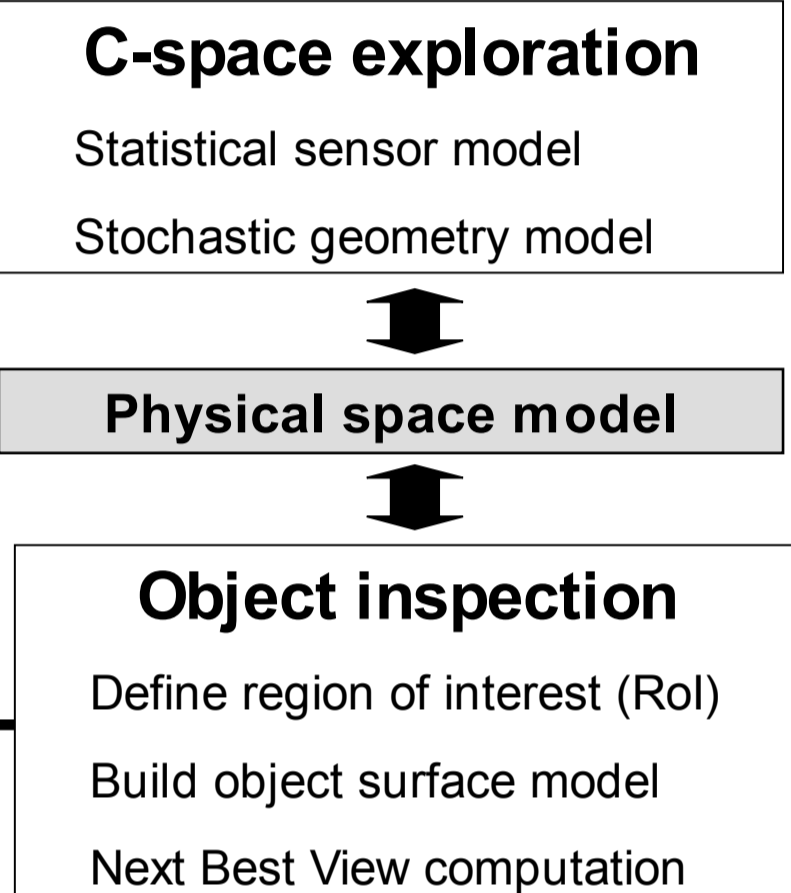 C-space exploration
Statistical sensor model
Stochastic geometry model
Physical space model
Object inspection
Define region of interest (RoI)
Build object surface model
Next Best View computation